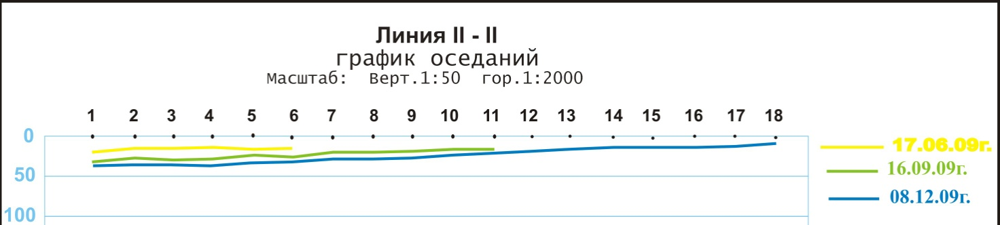 Линия II - II
график оседаний
Масштаб: Верт.1:50 гор.1:2000
1 2 3 4 5 6 7 8 9 10 11 12 13 14 15 16 17 18
0
17.06.09г.
16.09.09г.
50
08.12.09г.
100